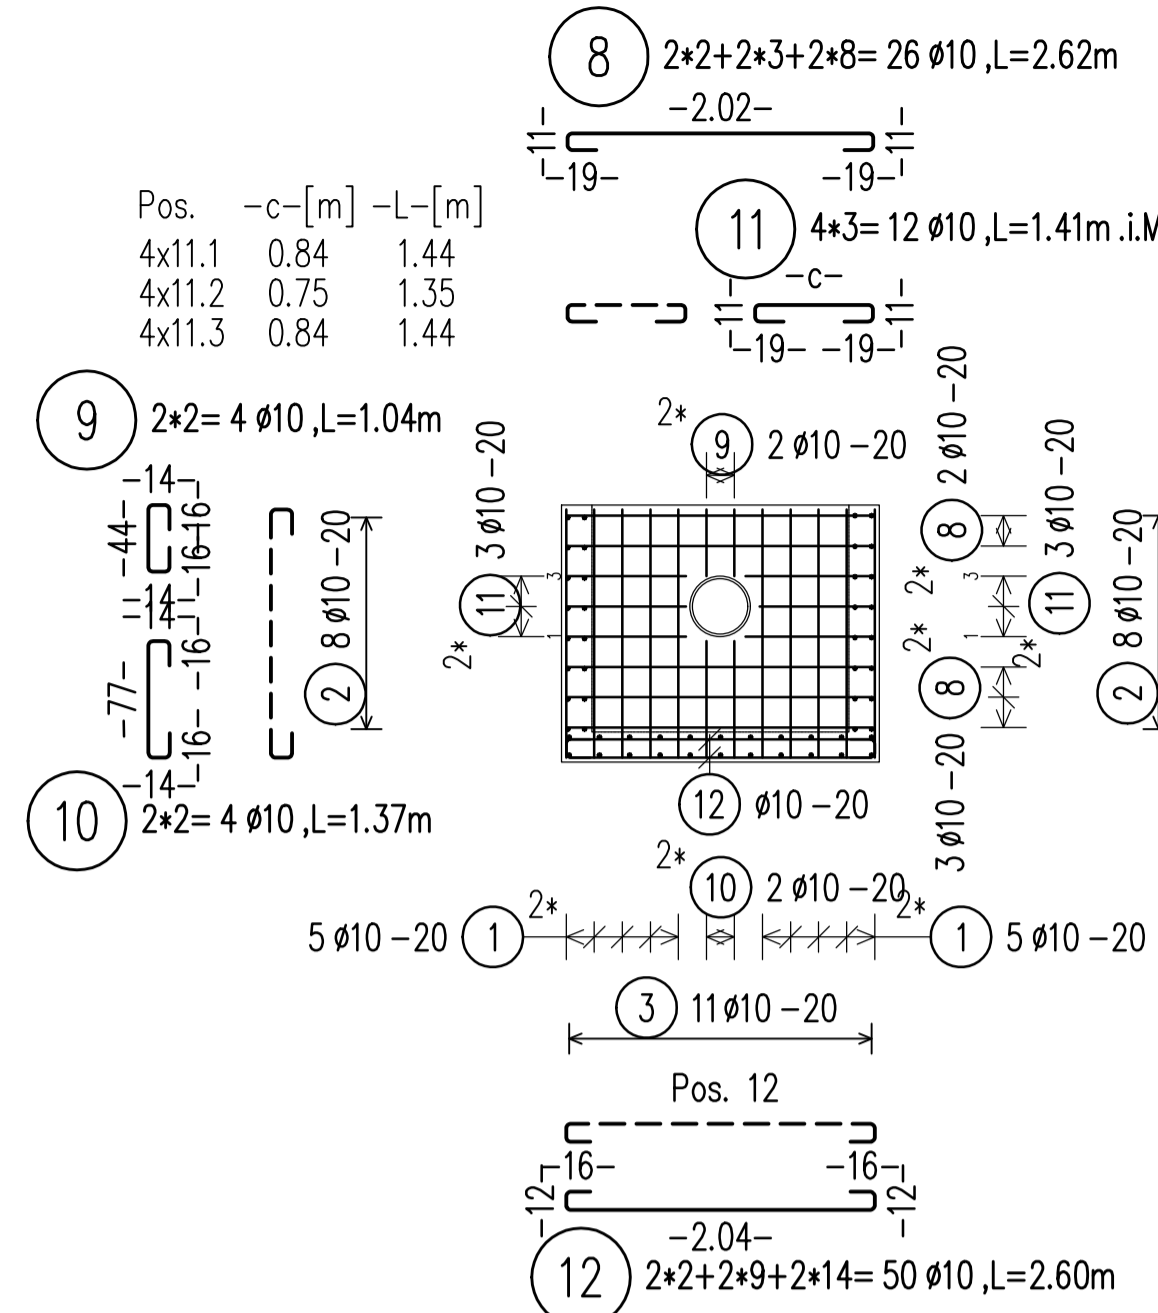 8 2*2+2*3+2*8= 26 ø10 ,L=2.62m
-2.02-
-11- -11-
-19- -19-
11 4*3= 12 ø10 ,L=1.41m .i.M
Pos. -c-[m] -L-[m]
4x11.1 0.84 1.44
4x11.2 0.75 1.35
4x11.3 0.84 1.44
-c-
-11- -11-
-19- -19-
9 2*2= 4 ø10 ,L=1.04m
-14-
-44- -16-
-16-
-14-
-14-
-77- -16-
-16-
-14-
10 2*2= 4 ø10 ,L=1.37m
2 8 ø10 -20
11 3 ø10 -20
2*
3
1
2*
9 2 ø10 -20
8 2 ø10 -20
2*
11 3 ø10 -20
2*
3
1
8 3 ø10 -20
2*
2 8 ø10 -20
12 ø10 -20
2*
10 2 ø10 -20
5 ø10 -20 1 2*
2* 1 5 ø10 -20
3 11 ø10 -20
Pos. 12
-16- -16-
-12- -12-
-2.04-
12 2*2+2*9+2*14= 50 ø10 ,L=2.60m